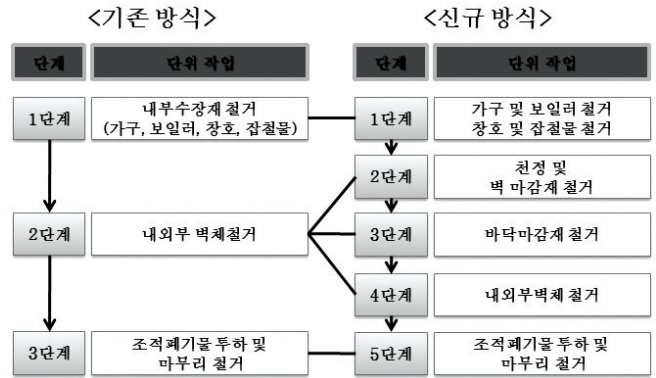 <기존 방식>
<신규 방식>
단계
단위 작업
단계
단위 작업
1단계
내부수장재 철거
(가구, 보일러, 창호, 잡철물)
1단계
가구 및 보일러 철거
창호 및 잡철물 철거
2단계
천정 및
벽 마감재 철거
2단계
내외부 벽체철거
3단계
바닥마감재 철거
4단계
내외부벽체 철거
3단계
조적폐기물 투하 및
마무리 철거
5단계
조적폐기물 투하 및
마무리 철거